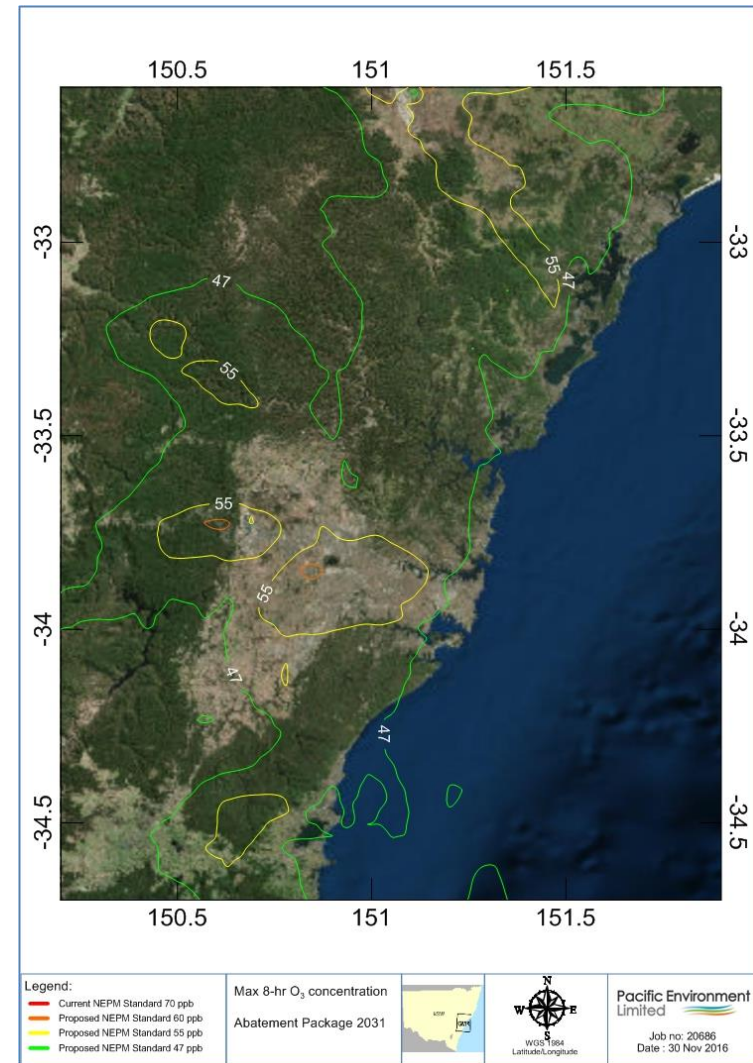 150.5 151 151.5
-33
-33.5
-34
-34.5
-33
-33.5
-34
-34.5
47
55
47
55
55
55
47
47
150.5 151 151.5
Legend:
Current NEPM Standard 70 ppb
Proposed NEPM Standard 60 ppb
Proposed NEPM Standard 55 ppb
Proposed NEPM Standard 47 ppb
Max 8-hr O₃ concentration
Abatement Package 2031
NSW
GMR
N
W E
S
WGS 1984
Latitude/Longitude
Pacific Environment
Limited
Job no: 20686
Date : 30 Nov 2016